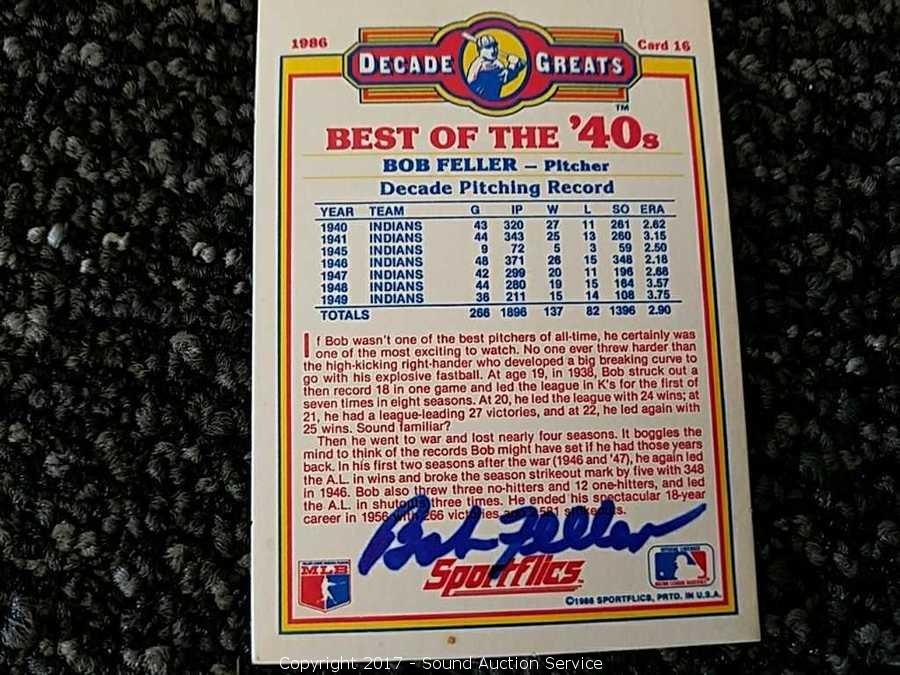 1986
Card 16
DECADE GREATS
TM
BEST OF THE '40s
BOB FELLER – Pitcher
Decade Pitching Record
YEAR TEAM G IP W L SO ERA
1940 INDIANS 43 320 27 11 261 2.62
1941 INDIANS 44 343 25 13 260 3.15
1945 INDIANS 9 72 5 3 59 2.50
1946 INDIANS 48 371 26 15 348 2.18
1947 INDIANS 42 299 20 11 196 2.68
1948 INDIANS 44 280 19 15 164 3.57
1949 INDIANS 36 211 15 14 108 3.75
TOTALS 266 1896 137 82 1396 2.90
If Bob wasn't one of the best pitchers of all-time, he certainly was
one of the most exciting to watch. No one ever threw harder than
the high-kicking right-hander who developed a big breaking curve to
go with his explosive fastball. At age 19, in 1938, Bob struck out a
then record 18 in one game and led the league in K's for the first of
seven times in eight seasons. At 20, he led the league with 24 wins; at
21, he had a league-leading 27 victories, and at 22, he led again with
25 wins. Sound familiar?
Then he went to war and lost nearly four seasons. It boggles the
mind to think of the records Bob might have set if he had those years
back. In his first two seasons after the war (1946 and '47), he again led
the A.L. in wins and broke the season strikeout mark by five with 348
in 1946. Bob also threw three no-hitters and 12 one-hitters, and led
the A.L. in shutouts three times. He ended his spectacular 18-year
career in 1956 with 266 victories and 2,581 strikeouts.
Bob Feller
MLB
Sportflics
©1986 SPORTFLICS, PRTD. IN U.S.A.
Copyright 2017 - Sound Auction Service